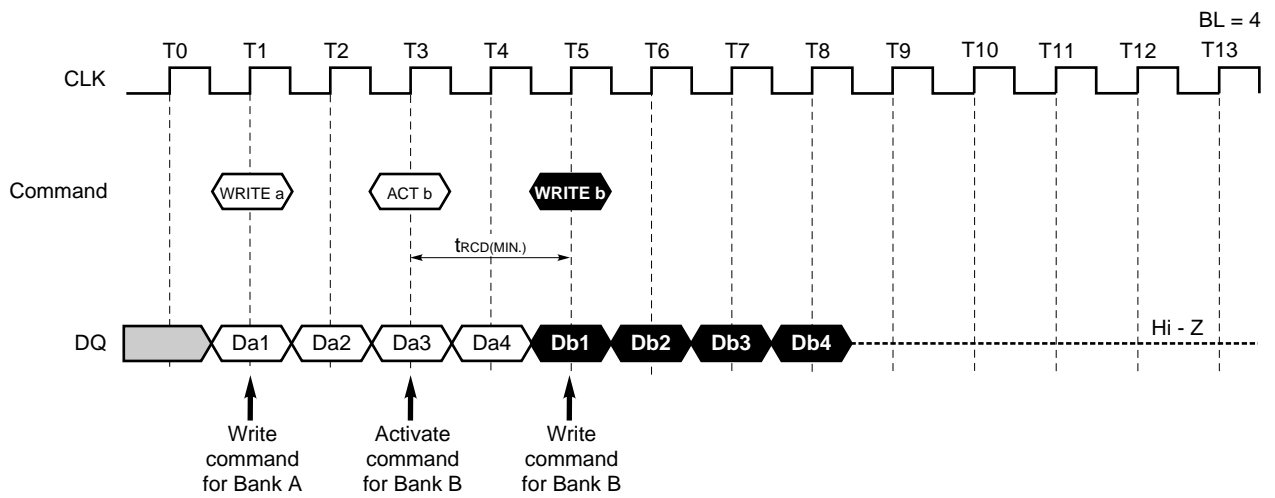 BL = 4
T0 T1 T2 T3 T4 T5 T6 T7 T8 T9 T10 T11 T12 T13
CLK
Command WRITE a ACT b WRITE b
tRCD(MIN.)
Hi - Z
DQ Da1 Da2 Da3 Da4 Db1 Db2 Db3 Db4
Write
command
for Bank A
Activate
command
for Bank B
Write
command
for Bank B